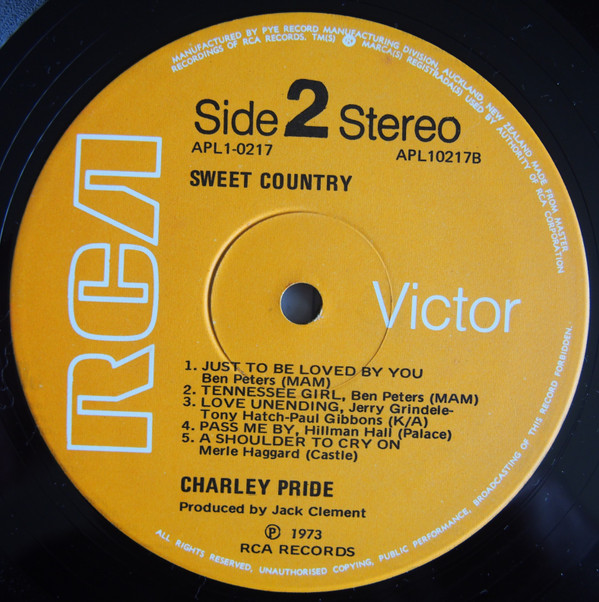 MANUFACTURED BY PYE RECORD MANUFACTURING DIVISION, AUCKLAND, NEW ZEALAND, MADE FROM MASTER
RECORDINGS OF RCA RECORDS. TM(S) ® MARCA(S) REGISTRADA(S) USED BY AUTHORITY OF RCA CORPORATION
Side 2 Stereo
APL1-0217 APL10217B
SWEET COUNTRY
RCA
Victor
1. JUST TO BE LOVED BY YOU
Ben Peters (MAM)
2. TENNESSEE GIRL, Ben Peters (MAM)
3. LOVE UNENDING, Jerry Grindele-
Tony Hatch-Paul Gibbons (K/A)
4. PASS ME BY, Hillman Hall (Palace)
5. A SHOULDER TO CRY ON
Merle Haggard (Castle)
CHARLEY PRIDE
Produced by Jack Clement
℗ 1973
RCA RECORDS
ALL RIGHTS RESERVED, UNAUTHORISED COPYING, PUBLIC PERFORMANCE, BROADCASTING OF THIS RECORD FORBIDDEN.